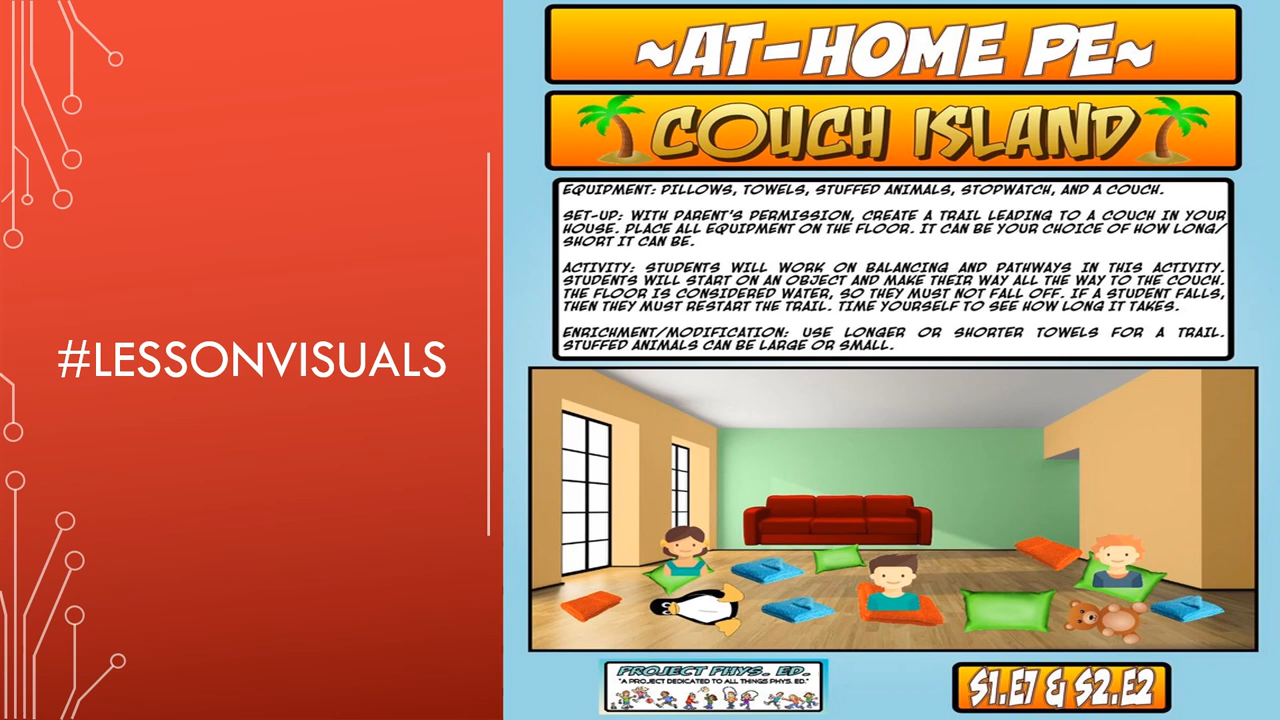 #LESSONVISUALS
~AT-HOME PE~
COUCH ISLAND
EQUIPMENT: PILLOWS, TOWELS, STUFFED ANIMALS, STOPWATCH, AND A COUCH.
SET-UP: WITH PARENT'S PERMISSION, CREATE A TRAIL LEADING TO A COUCH IN YOUR
HOUSE. PLACE ALL EQUIPMENT ON THE FLOOR. IT CAN BE YOUR CHOICE OF HOW LONG/
SHORT IT CAN BE.
ACTIVITY: STUDENTS WILL WORK ON BALANCING AND PATHWAYS IN THIS ACTIVITY.
STUDENTS WILL START ON AN OBJECT AND MAKE THEIR WAY ALL THE WAY TO THE COUCH.
THE FLOOR IS CONSIDERED WATER, SO THEY MUST NOT FALL OFF. IF A STUDENT FALLS,
THEN THEY MUST RESTART THE TRAIL. TIME YOURSELF TO SEE HOW LONG IT TAKES.
ENRICHMENT/MODIFICATION: USE LONGER OR SHORTER TOWELS FOR A TRAIL.
STUFFED ANIMALS CAN BE LARGE OR SMALL.
PROJECT PHYS. ED.
"A PROJECT DEDICATED TO ALL THINGS PHYS. ED."
S1.E7 & S2.E2